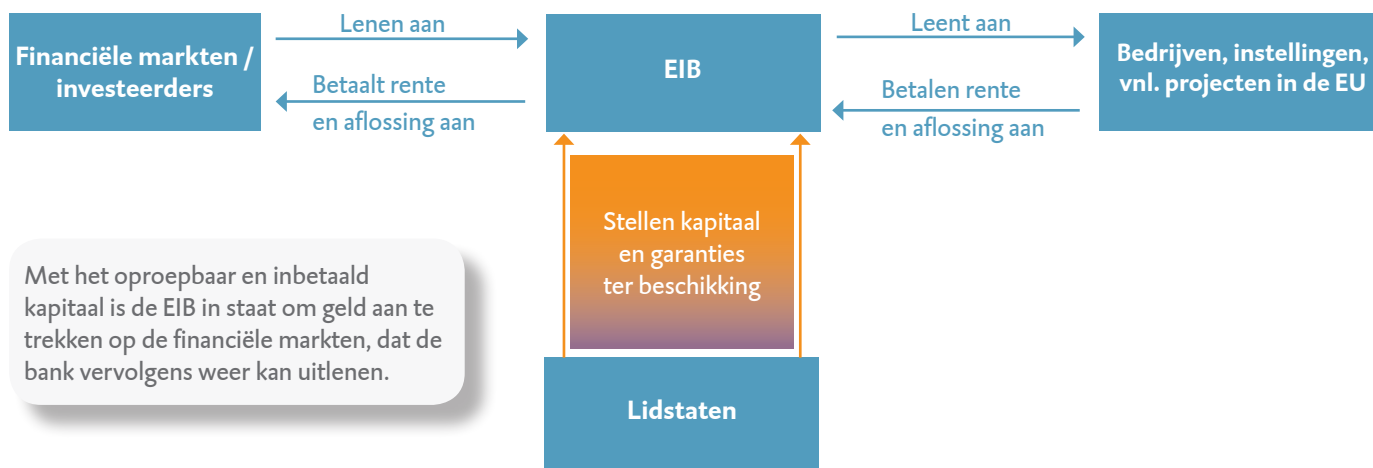 Financiële markten /
investeerders
Lenen aan
Betaalt rente
en aflossing aan
EIB
Leent aan
Betalen rente
en aflossing aan
Bedrijven, instellingen,
vnl. projecten in de EU
Stellen kapitaal
en garanties
ter beschikking
Met het oproepbaar en inbetaald
kapitaal is de EIB in staat om geld aan te
trekken op de financiële markten, dat de
bank vervolgens weer kan uitlenen.
Lidstaten